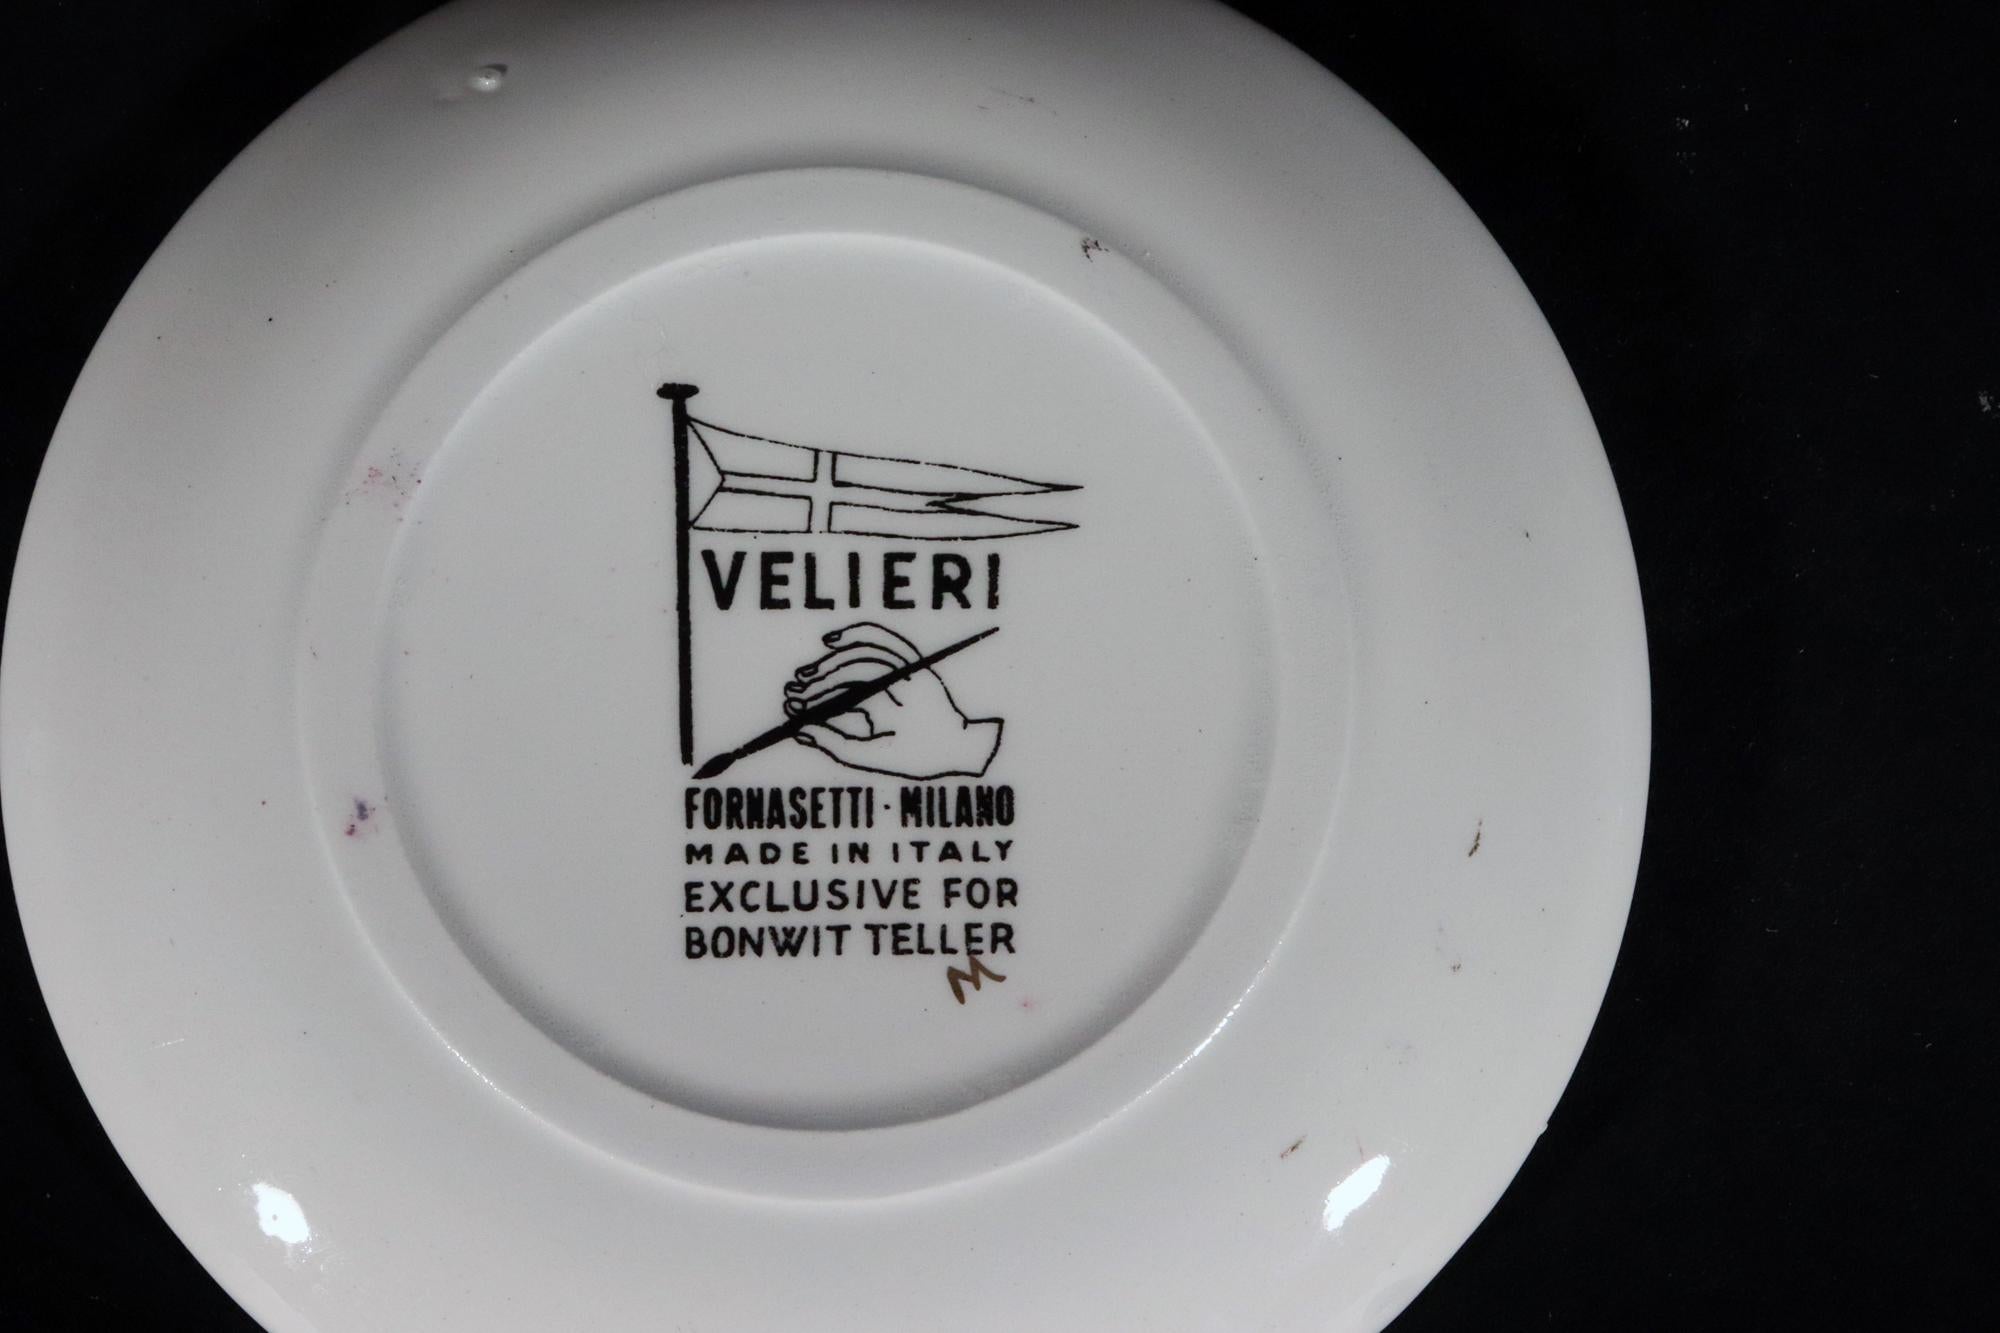 VELIERI
FORNASETTI · MILANO
MADE IN ITALY
EXCLUSIVE FOR
BONWIT TELLER
M